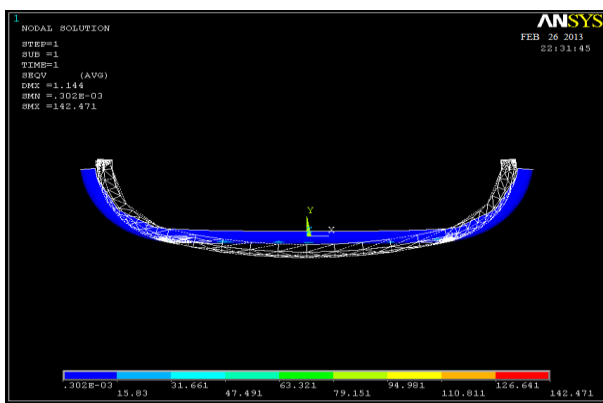 1
NODAL SOLUTION
STEP=1
SUB =1
TIME=1
SEQV (AVG)
DMX =1.144
SMN =.302E-03
SMX =142.471
ANSYS
FEB 26 2013
22:31:45
Y
X
.302E-03 31.661 63.321 94.981 126.641
15.83 47.491 79.151 110.811 142.471